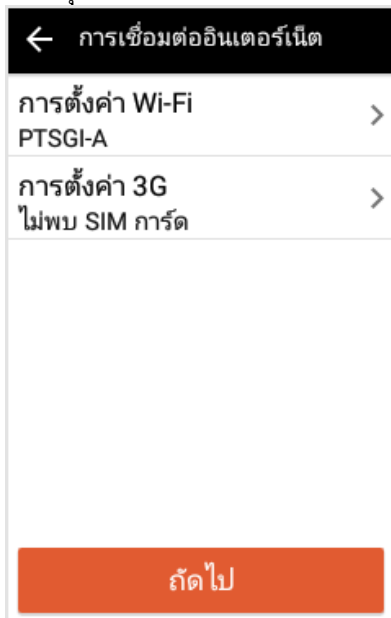 การเชื่อมต่ออินเตอร์เน็ต
การตั้งค่า Wi-Fi
PTSGI-A
การตั้งค่า 3G
ไม่พบ SIM การ์ด
ถัดไป